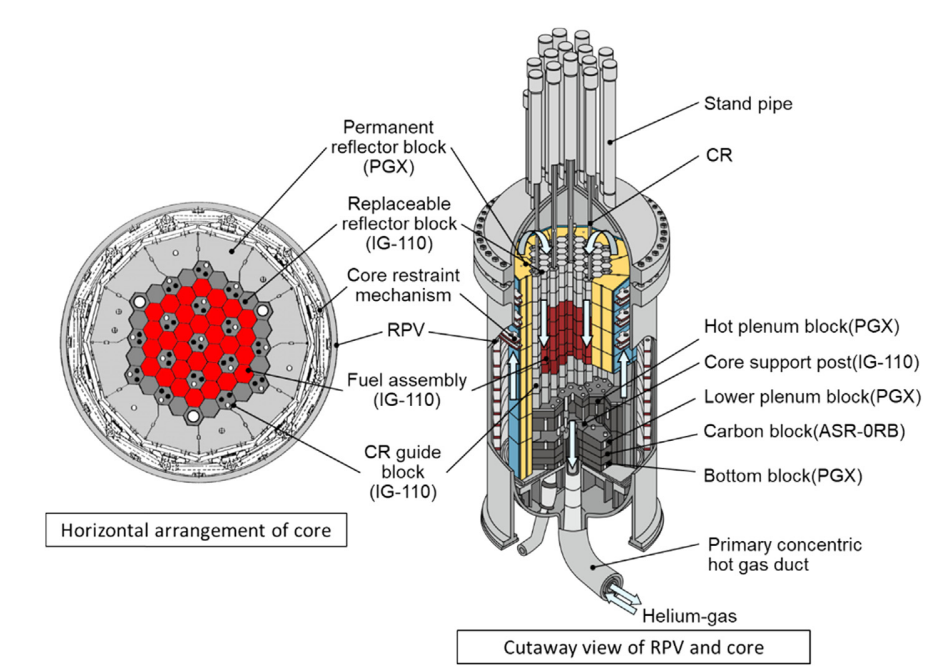 Permanent
reflector block
(PGX)
Replaceable
reflector block
(IG-110)
Core restraint
mechanism
RPV
Fuel assembly
(IG-110)
CR guide
block
(IG-110)
Horizontal arrangement of core
Stand pipe
CR
Hot plenum block(PGX)
Core support post(IG-110)
Lower plenum block(PGX)
Carbon block(ASR-0RB)
Bottom block(PGX)
Primary concentric
hot gas duct
Helium-gas
Cutaway view of RPV and core